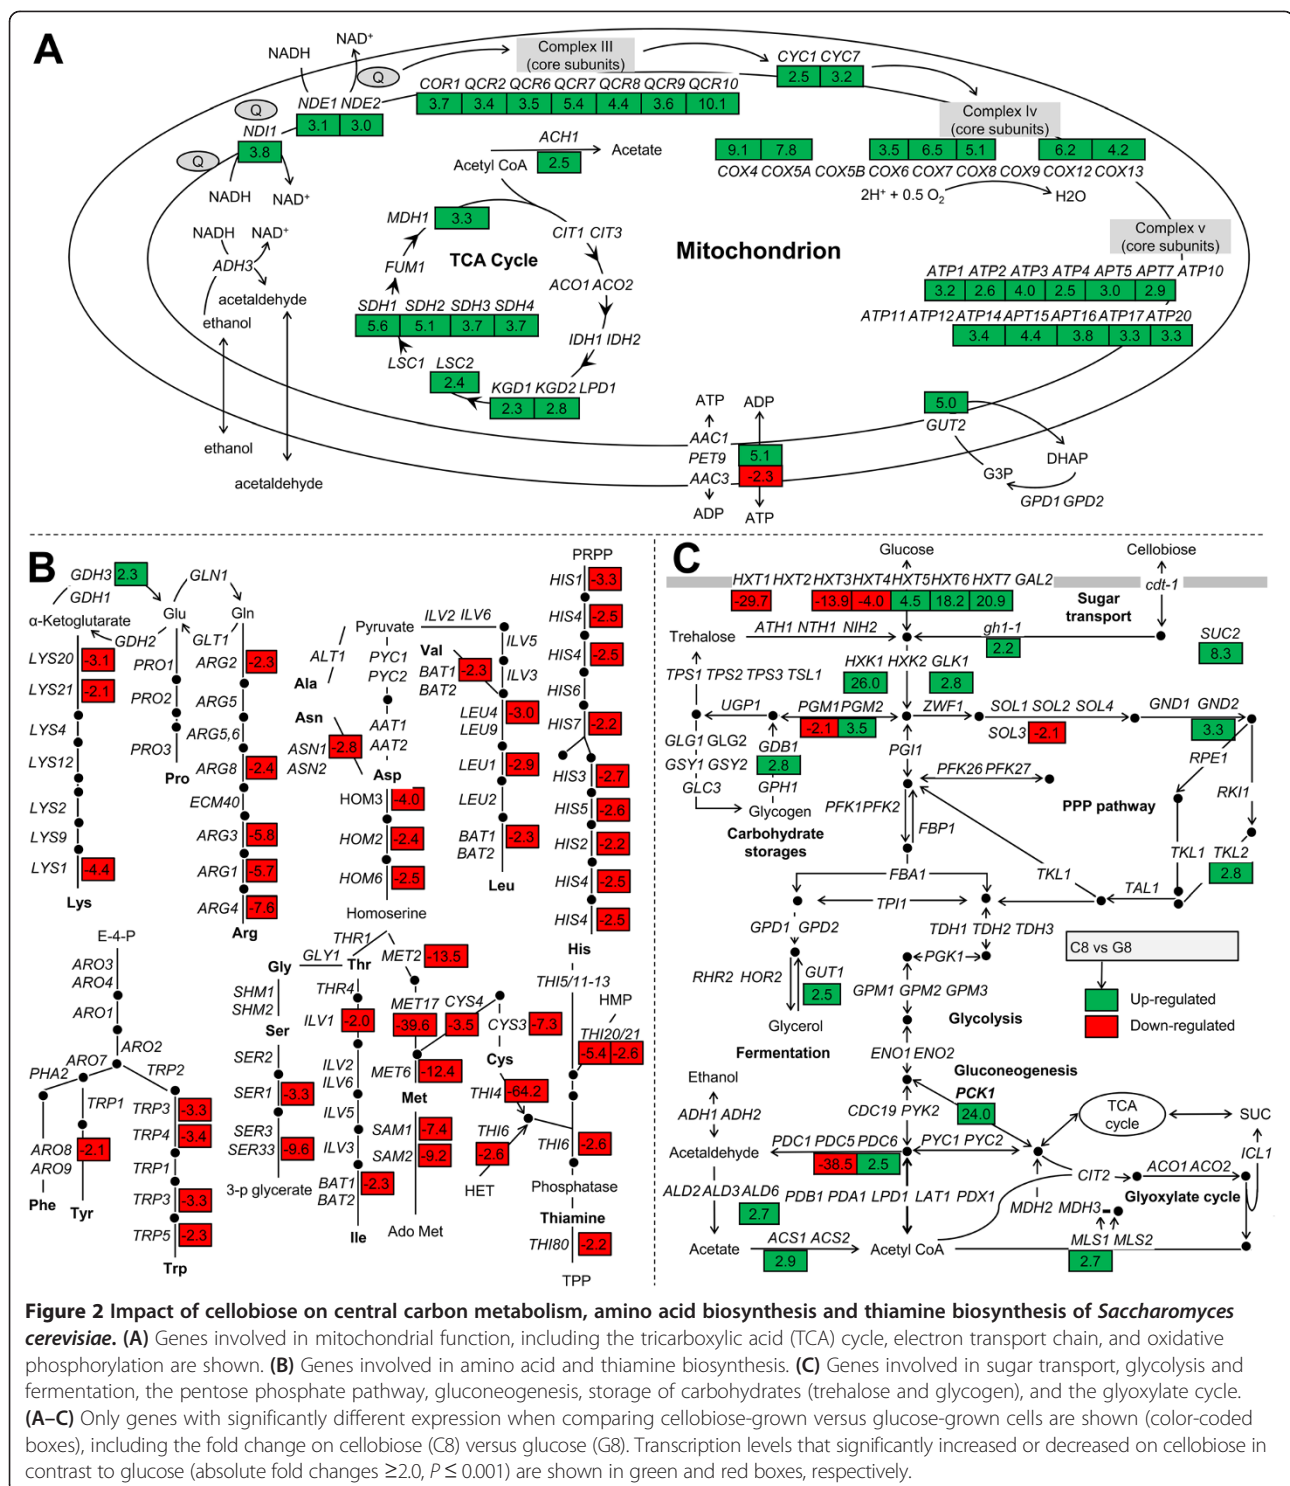 A
NADH
NAD⁺
Q
Complex III
(core subunits)
CYC1 CYC7
2.5 3.2
COR1 QCR2 QCR6 QCR7 QCR8 QCR9 QCR10
3.7 3.4 3.5 5.4 4.4 3.6 10.1
Q
NDE1 NDE2
3.1 3.0
NDI1
3.8
Q
NADH NAD⁺
Complex Iv
(core subunits)
ACH1
Acetyl CoA 2.5 Acetate
9.1 7.8 3.5 6.5 5.1 6.2 4.2
COX4 COX5A COX5B COX6 COX7 COX8 COX9 COX12 COX13
2H⁺ + 0.5 O₂ H2O
MDH1 3.3
CIT1 CIT3
NADH NAD⁺
ADH3
acetaldehyde
ethanol
FUM1
TCA Cycle
Mitochondrion
Complex v
(core subunits)
ACO1 ACO2
SDH1 SDH2 SDH3 SDH4
5.6 5.1 3.7 3.7
ATP1 ATP2 ATP3 ATP4 APT5 APT7 ATP10
3.2 2.6 4.0 2.5 3.0 2.9
ATP11 ATP12 ATP14 APT15 APT16 ATP17 ATP20
3.4 4.4 3.8 3.3 3.3
IDH1 IDH2
LSC1 LSC2
2.4
KGD1 KGD2 LPD1
2.3 2.8
ethanol
acetaldehyde
ATP ADP
AAC1
PET9 5.1
AAC3 -2.3
ADP ATP
5.0
GUT2
DHAP
G3P
GPD1 GPD2
B
GDH3 2.3
GDH1
GLN1
Glu Gln
α-Ketoglutarate
GDH2 GLT1
LYS20 -3.1
LYS21 -2.1
LYS4
LYS12
LYS2
LYS9
LYS1 -4.4
Lys
PRO1
PRO2
PRO3
Pro
ARG2 -2.3
ARG5
ARG5,6
ARG8 -2.4
ECM40
ARG3 -5.8
ARG1 -5.7
ARG4 -7.6
Arg
Pyruvate
ILV2 ILV6
ALT1
Ala
PYC1
PYC2
Val
BAT1 -2.3
BAT2
ILV5
ILV3
Asn
ASN1 -2.8
ASN2
AAT1
AAT2
Asp
LEU4 -3.0
LEU9
LEU1 -2.9
LEU2
BAT1 -2.3
BAT2
Leu
HOM3 -4.0
HOM2 -2.4
HOM6 -2.5
Homoserine
PRPP
HIS1 -3.3
HIS4 -2.5
HIS4 -2.5
HIS6
HIS7 -2.2
HIS3 -2.7
HIS5 -2.6
HIS2 -2.2
HIS4 -2.5
HIS4 -2.5
His
E-4-P
ARO3
ARO4
ARO1
ARO2
ARO7
PHA2
TRP2
TRP1
ARO8 -2.1
ARO9
Phe Tyr
TRP3 -3.3
TRP4 -3.4
TRP1
TRP3 -3.3
TRP5 -2.3
Trp
THR1
GLY1
Gly Thr
SHM1
SHM2
Ser
SER2
SER1 -3.3
SER3
SER33 -9.6
3-p glycerate
THR4
ILV1 -2.0
ILV2
ILV6
ILV5
ILV3
BAT1 -2.3
BAT2
Ile
MET2 -13.5
MET17 CYS4
-39.6 -3.5
MET6 -12.4
Met
SAM1 -7.4
SAM2 -9.2
Ado Met
CYS3 -7.3
Cys
THI4 -64.2
THI6
-2.6
HET
THI5/11-13
HMP
THI20/21
-5.4 -2.6
THI6 -2.6
Phosphatase
Thiamine
THI80 -2.2
TPP
C
Glucose Cellobiose
HXT1 HXT2 HXT3 HXT4 HXT5 HXT6 HXT7 GAL2
-29.7 -13.9 -4.0 4.5 18.2 20.9
cdt-1
Sugar
transport
Trehalose ATH1 NTH1 NIH2
gh1-1
2.2
SUC2
8.3
TPS1 TPS2 TPS3 TSL1
HXK1 HXK2 GLK1
26.0 2.8
UGP1 PGM1 PGM2
-2.1 3.5
ZWF1 SOL1 SOL2 SOL4
SOL3 -2.1
GND1 GND2
3.3
GLG1 GLG2
GSY1 GSY2
GLC3
GDB1
2.8
GPH1
Glycogen
PGI1
RPE1
RKI1
PFK26 PFK27
PPP pathway
PFK1 PFK2
FBP1
Carbohydrate
storages
TKL1 TKL2
2.8
TKL1 TAL1
FBA1
TPI1
GPD1 GPD2
TDH1 TDH2 TDH3
PGK1
RHR2 HOR2 GUT1
2.5
Glycerol
C8 vs G8
Up-regulated
Down-regulated
GPM1 GPM2 GPM3
Glycolysis
Fermentation
ENO1 ENO2
Gluconeogenesis
Ethanol
PCK1
24.0
ADH1 ADH2
CDC19 PYK2
TCA
cycle
SUC
Acetaldehyde PDC1 PDC5 PDC6
-38.5 2.5
PYC1 PYC2
ICL1
CIT2 ACO1 ACO2
Glyoxylate cycle
ALD2 ALD3 ALD6
2.7
PDB1 PDA1 LPD1 LAT1 PDX1
MDH2 MDH3
Acetate ACS1 ACS2
2.9
Acetyl CoA
MLS1 MLS2
2.7
Figure 2 Impact of cellobiose on central carbon metabolism, amino acid biosynthesis and thiamine biosynthesis of Saccharomyces
cerevisiae. (A) Genes involved in mitochondrial function, including the tricarboxylic acid (TCA) cycle, electron transport chain, and oxidative
phosphorylation are shown. (B) Genes involved in amino acid and thiamine biosynthesis. (C) Genes involved in sugar transport, glycolysis and
fermentation, the pentose phosphate pathway, gluconeogenesis, storage of carbohydrates (trehalose and glycogen), and the glyoxylate cycle.
(A–C) Only genes with significantly different expression when comparing cellobiose-grown versus glucose-grown cells are shown (color-coded
boxes), including the fold change on cellobiose (C8) versus glucose (G8). Transcription levels that significantly increased or decreased on cellobiose in
contrast to glucose (absolute fold changes ≥2.0, P ≤ 0.001) are shown in green and red boxes, respectively.